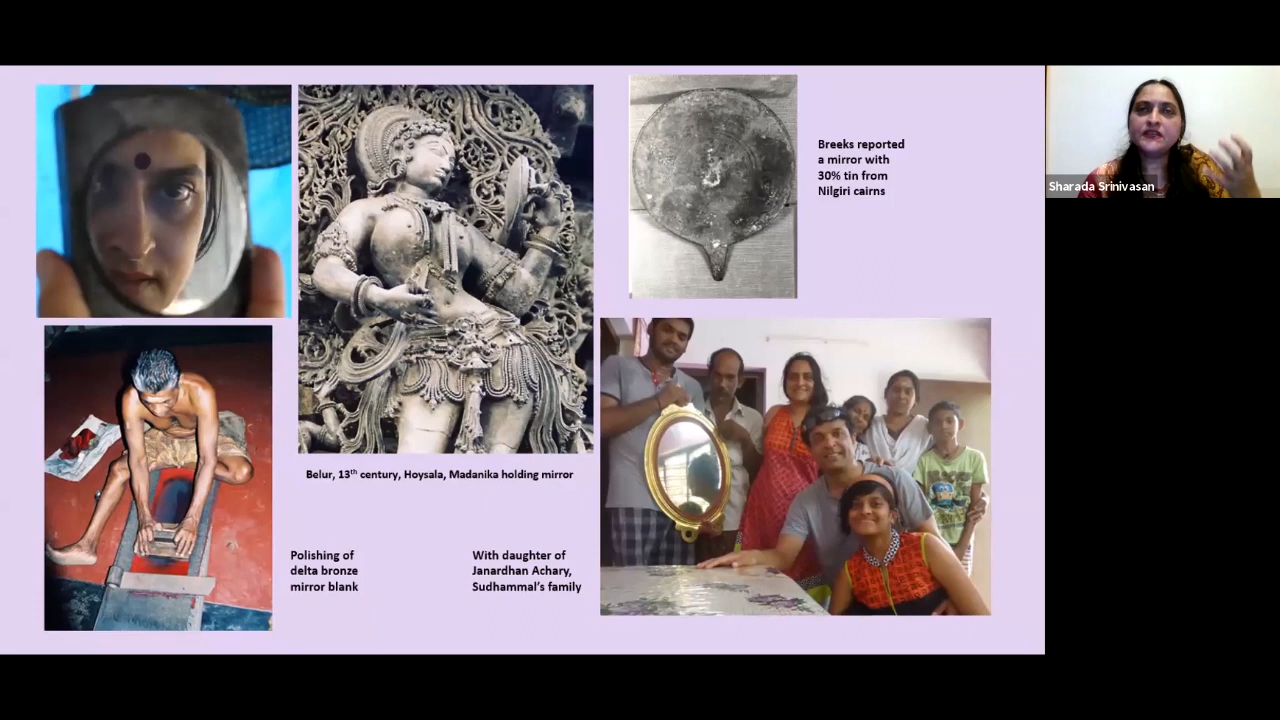 Breeks reported
a mirror with
30% tin from
Nilgiri cairns
Sharada Srinivasan
Belur, 13th century, Hoysala, Madanika holding mirror
Polishing of
delta bronze
mirror blank
With daughter of
Janardhan Achary,
Sudhammal's family